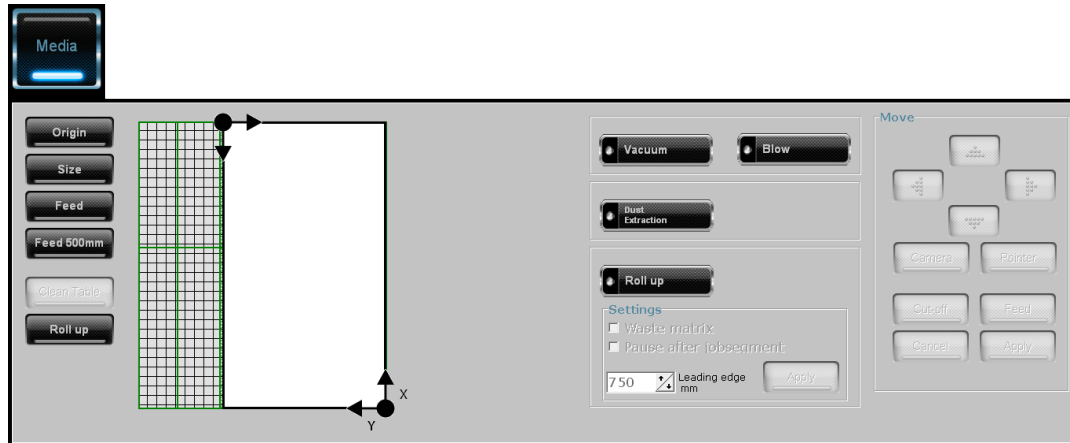 Media
Origin
Size
Feed
Feed 500mm
Clean Table
Roll up
X
Y
Vacuum
Blow
Dust
Extraction
Roll up
Settings
Waste matrix
Pause after jobsegment
750
Leading edge
mm
Apply
Move
Camera
Pointer
Cut-off
Feed
Cancel
Apply